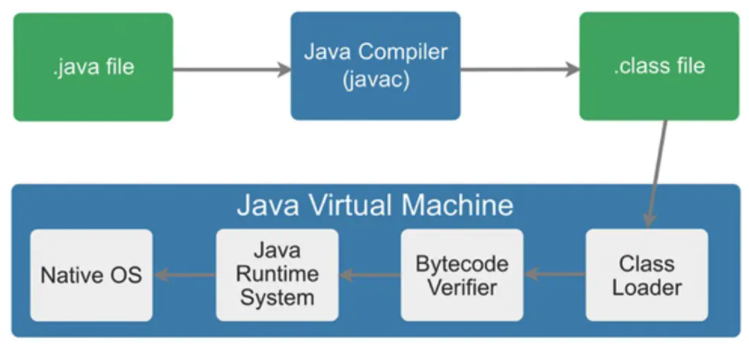 .java file
Java Compiler
(javac)
.class file
Java Virtual Machine
Native OS
Java
Runtime
System
Bytecode
Verifier
Class
Loader